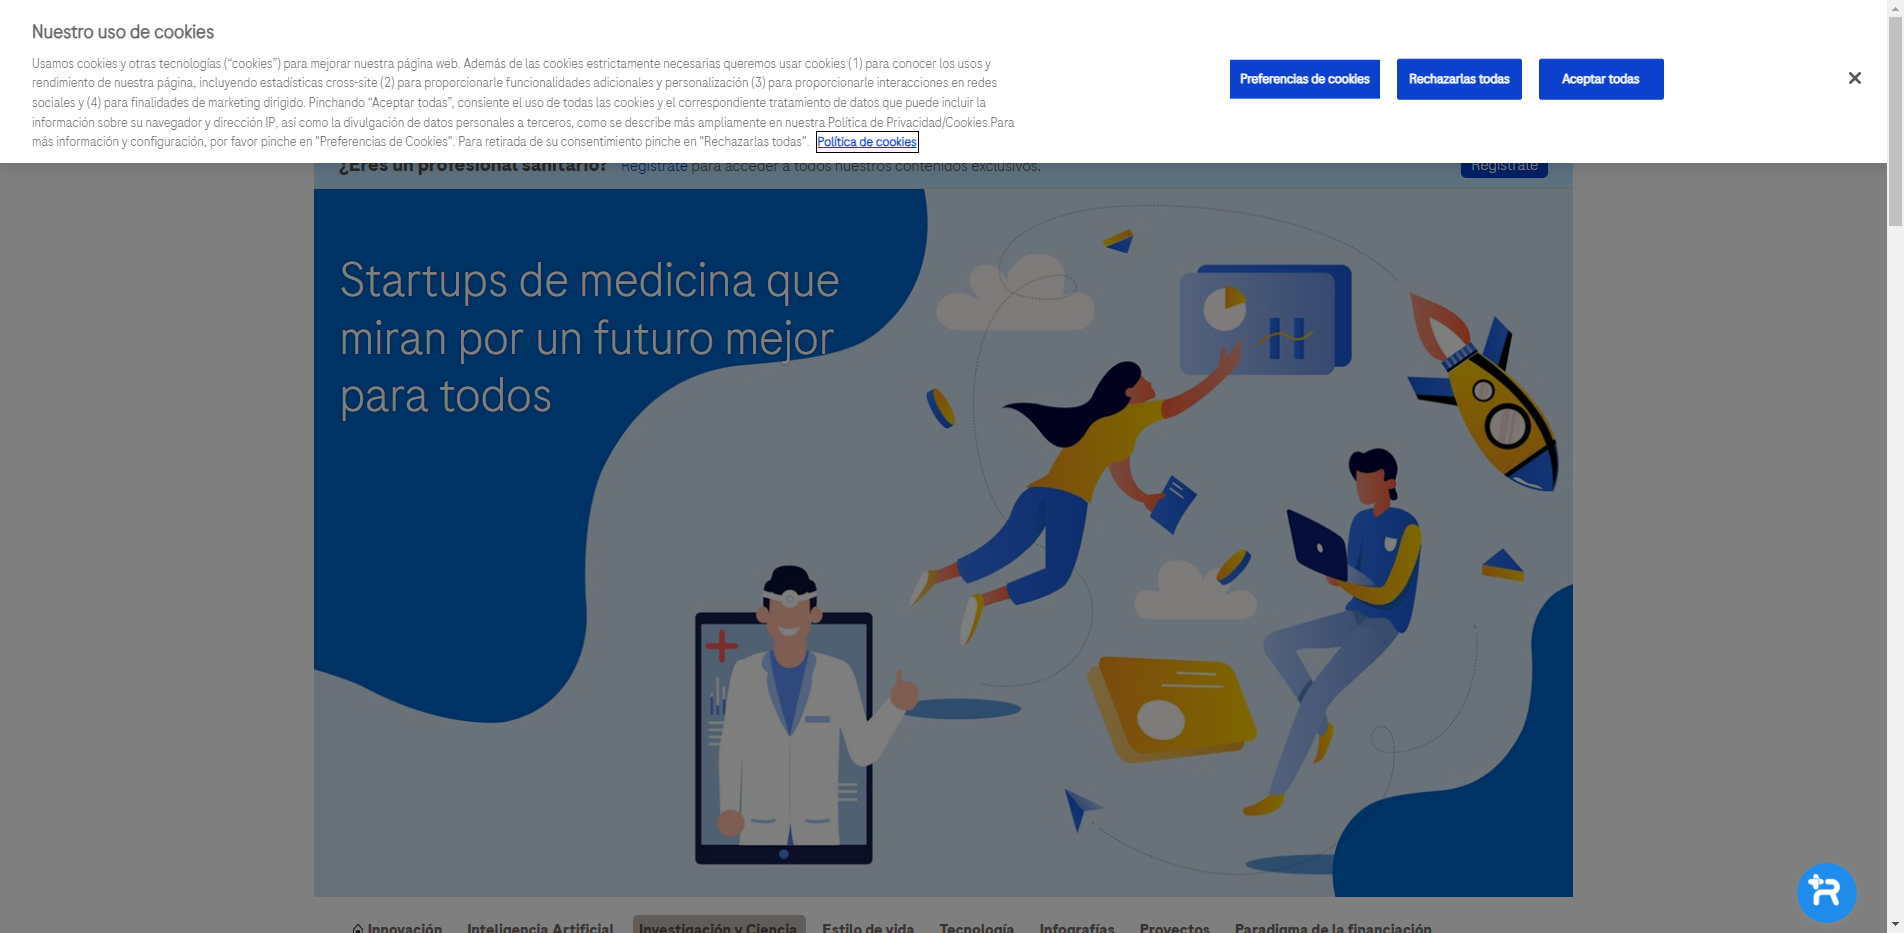 Nuestro uso de cookies
Usamos cookies y otras tecnologías (“cookies”) para mejorar nuestra página web. Además de las cookies estrictamente necesarias queremos usar cookies (1) para conocer los usos y
rendimiento de nuestra página, incluyendo estadísticas cross-site (2) para proporcionarle funcionalidades adicionales y personalización (3) para proporcionarle interacciones en redes
sociales y (4) para finalidades de marketing dirigido. Pinchando “Aceptar todas”, consiente el uso de todas las cookies y el correspondiente tratamiento de datos que puede incluir la
información sobre su navegador y dirección IP, así como la divulgación de datos personales a terceros, como se describe más ampliamente en nuestra Política de Privacidad/Cookies.Para
más información y configuración, por favor pinche en "Preferencias de Cookies". Para retirada de su consentimiento pinche en "Rechazarlas todas". Política de cookies
Preferencias de cookies
Rechazarlas todas
Aceptar todas
¿Eres un profesional sanitario? Regístrate para acceder a todos nuestros contenidos exclusivos.
Regístrate
Startups de medicina que
miran por un futuro mejor
para todos
Innovación
Inteligencia Artificial
Investigación y Ciencia
Estilo de vida
Tecnología
Infografías
Proyectos
Paradigma de la financiación